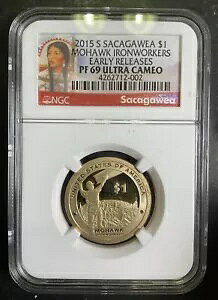 2015 S SACAGAWEA $1
MOHAWK IRONWORKERS
EARLY RELEASES
PF 69 ULTRA CAMEO
4262712-002
NGC
Sacagawea
UNITED STATES OF AMERICA
$1
MOHAWK